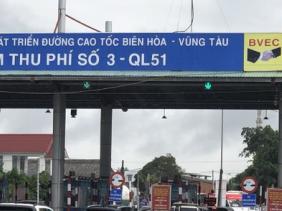 ÁT TRIỂN ĐƯỜNG CAO TỐC BIÊN HÒA - VŨNG TÀU
BVEC
M THU PHÍ SỐ 3 - QL51